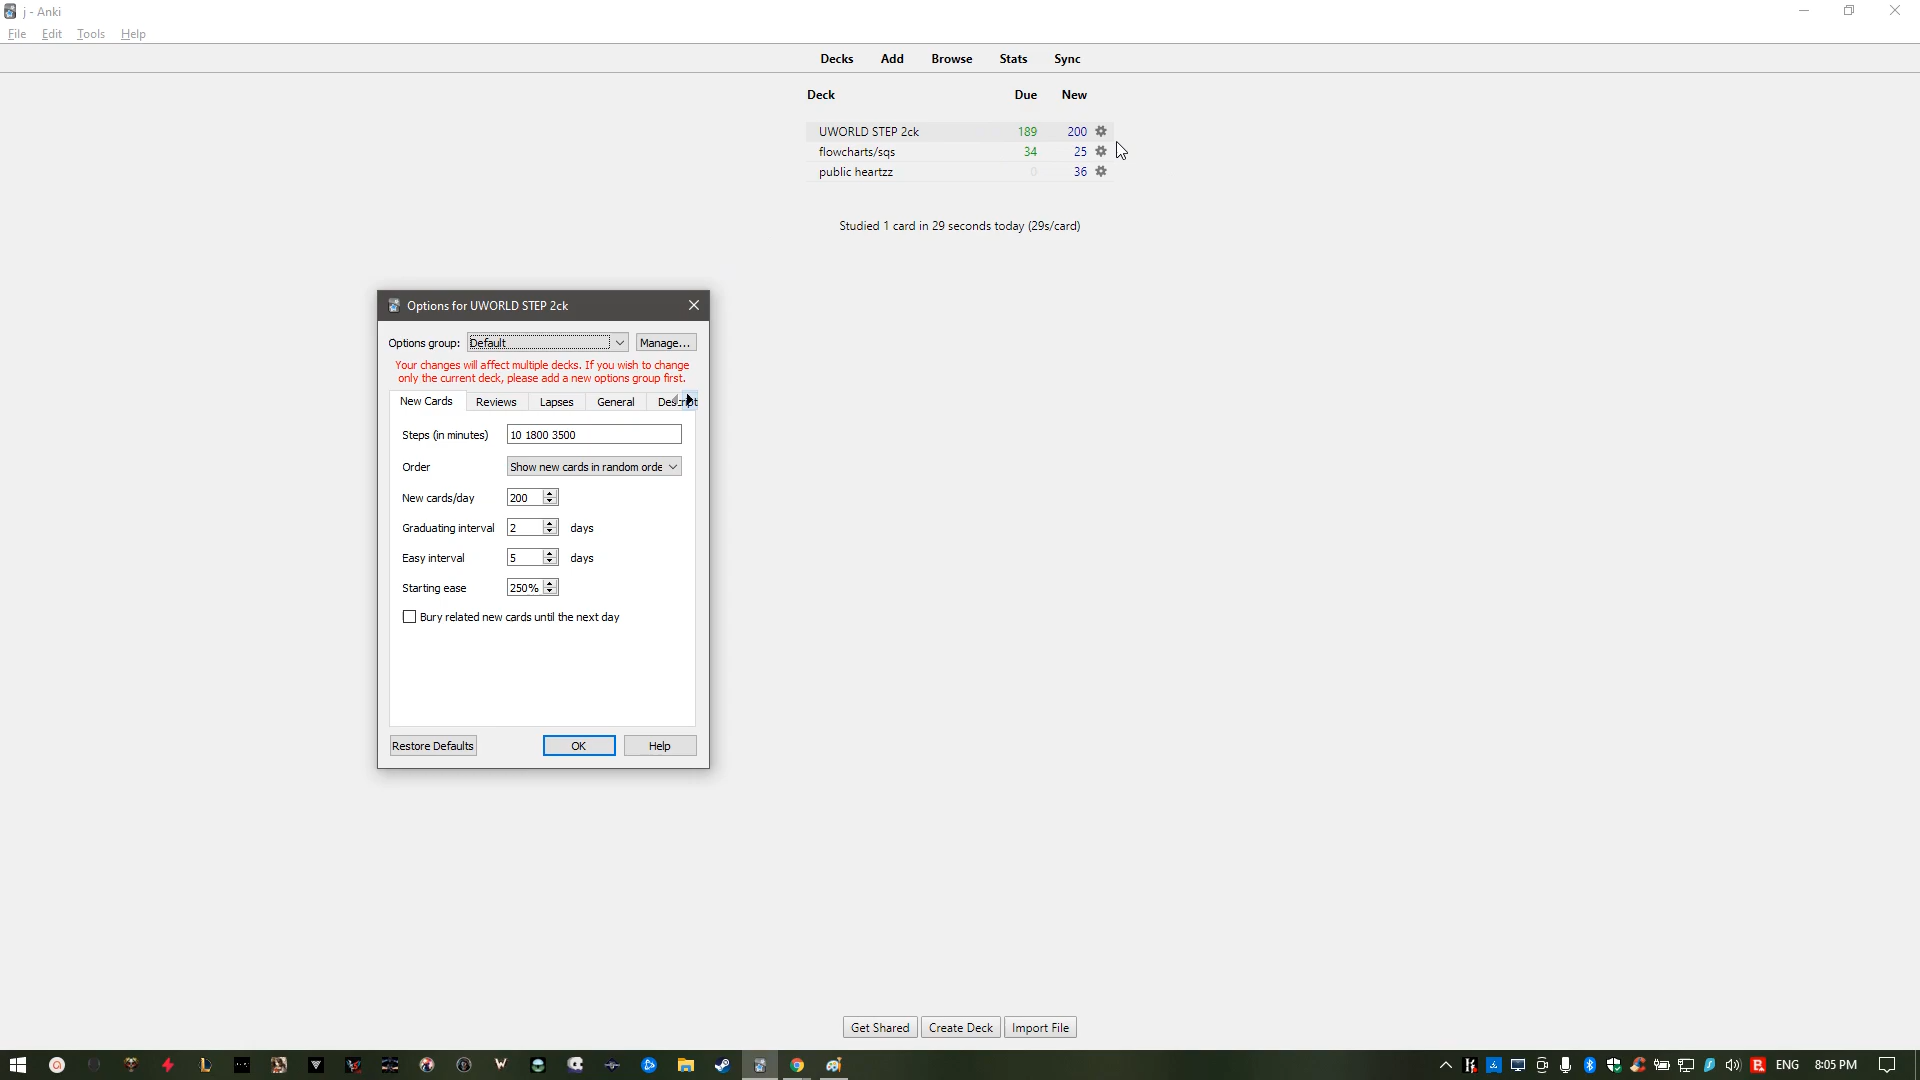 j - Anki
File Edit Tools Help
Decks Add Browse Stats Sync
Deck Due New
UWORLD STEP 2ck 189 200
flowcharts/sqs 34 25
public heartzz 0 36
Studied 1 card in 29 seconds today (29s/card)
Options for UWORLD STEP 2ck
Options group: Default Manage...
Your changes will affect multiple decks. If you wish to change
only the current deck, please add a new options group first.
New Cards Reviews Lapses General
Steps (in minutes) 10 1800 3500
Order Show new cards in random orde
New cards/day 200
Graduating interval 2 days
Easy interval 5 days
Starting ease 250%
Bury related new cards until the next day
Restore Defaults OK Help
Get Shared Create Deck Import File
ENG 8:05 PM